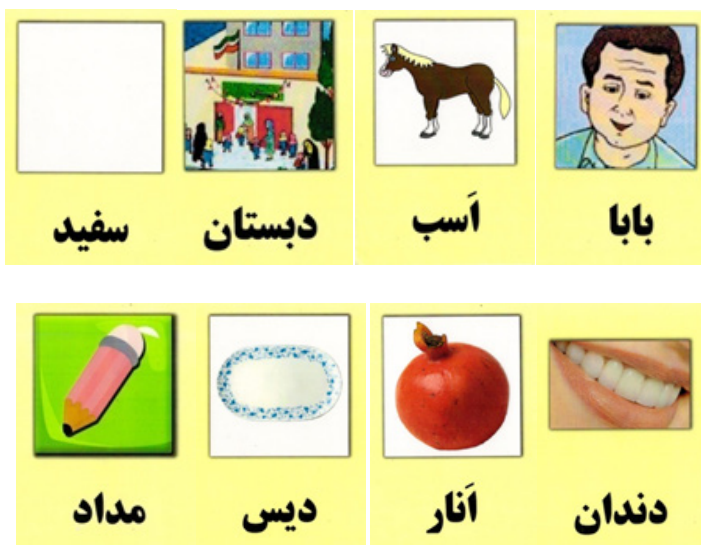 بابا اَسب دبستان سفید
دندان اَنار دیس مداد